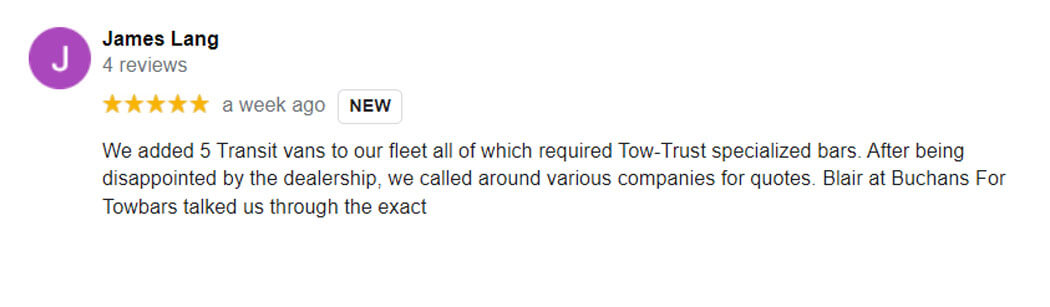 J
James Lang
4 reviews
★★★★★ a week ago NEW
We added 5 Transit vans to our fleet all of which required Tow-Trust specialized bars. After being
disappointed by the dealership, we called around various companies for quotes. Blair at Buchans For
Towbars talked us through the exact